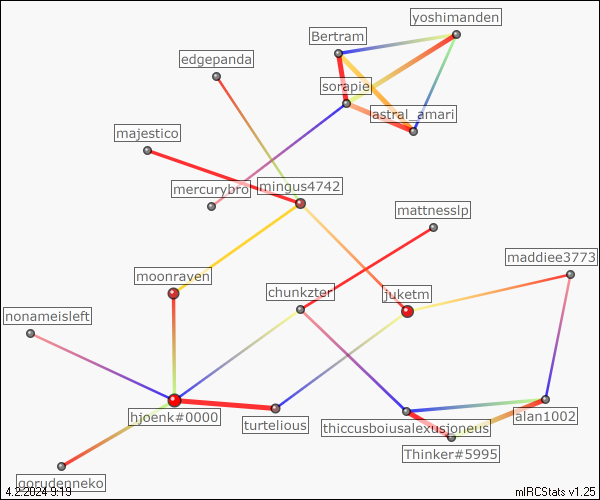 yoshimanden
Bertram
edgepanda
sorapie
astral_amari
majestico
mercurybro
mingus4742
mattnesslp
maddiee3773
moonraven
chunkzter
juketm
nonameisleft
hjoenk#0000
turtelious
thiccusboiusalexusjoneus
alan1002
Thinker#5995
gorudenneko
4.2.2024 9:19
mIRCStats v1.25